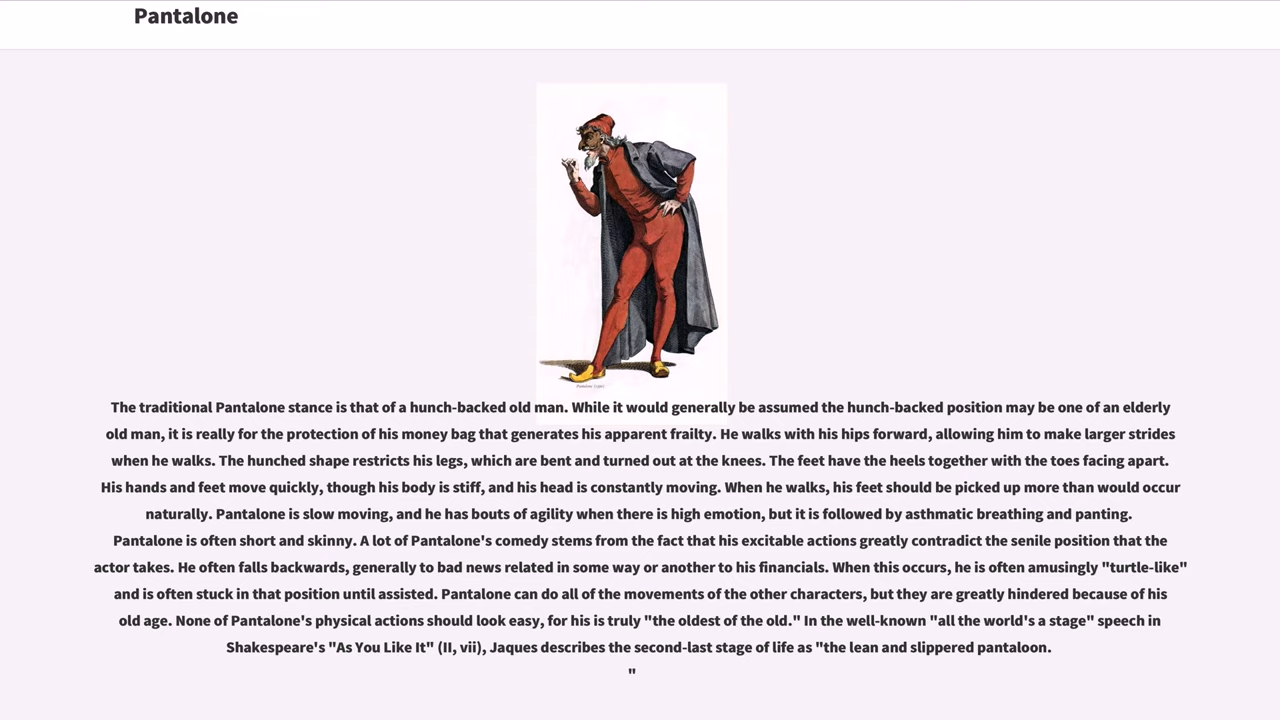 Pantalone
The traditional Pantalone stance is that of a hunch-backed old man. While it would generally be assumed the hunch-backed position may be one of an elderly
old man, it is really for the protection of his money bag that generates his apparent frailty. He walks with his hips forward, allowing him to make larger strides
when he walks. The hunched shape restricts his legs, which are bent and turned out at the knees. The feet have the heels together with the toes facing apart.
His hands and feet move quickly, though his body is stiff, and his head is constantly moving. When he walks, his feet should be picked up more than would occur
naturally. Pantalone is slow moving, and he has bouts of agility when there is high emotion, but it is followed by asthmatic breathing and panting.
Pantalone is often short and skinny. A lot of Pantalone's comedy stems from the fact that his excitable actions greatly contradict the senile position that the
actor takes. He often falls backwards, generally to bad news related in some way or another to his financials. When this occurs, he is often amusingly "turtle-like"
and is often stuck in that position until assisted. Pantalone can do all of the movements of the other characters, but they are greatly hindered because of his
old age. None of Pantalone's physical actions should look easy, for his is truly "the oldest of the old." In the well-known "all the world's a stage" speech in
Shakespeare's "As You Like It" (II, vii), Jaques describes the second-last stage of life as "the lean and slippered pantaloon.
"